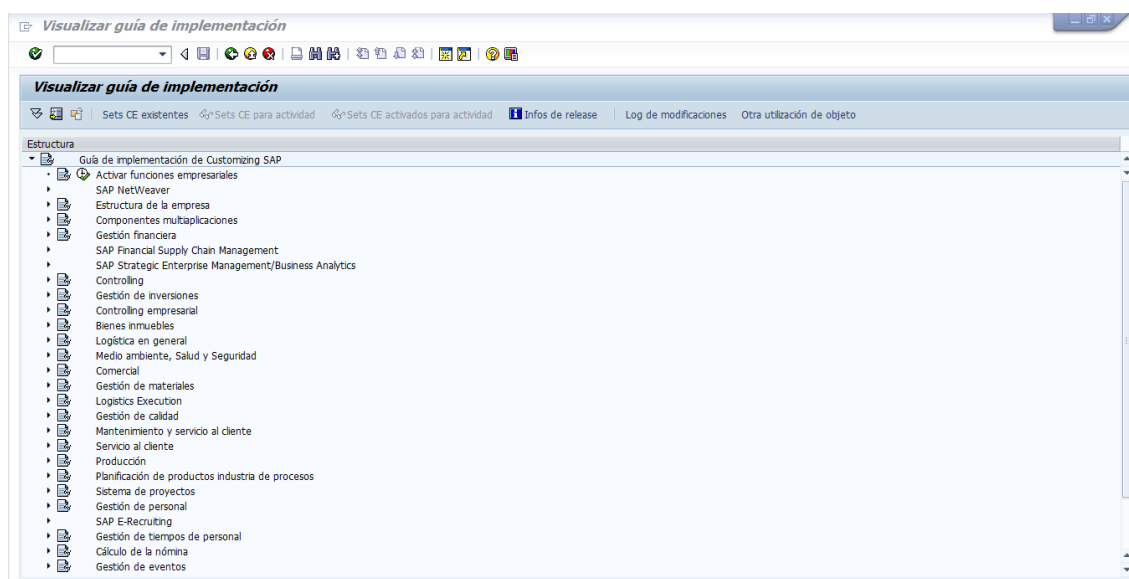 Visualizar guía de implementación
Visualizar guía de implementación
Sets CE existentes Sets CE para actividad Sets CE activados para actividad Infos de release Log de modificaciones Otra utilización de objeto
Estructura
Guía de implementación de Customizing SAP
Activar funciones empresariales
SAP NetWeaver
Estructura de la empresa
Componentes multiaplicaciones
Gestión financiera
SAP Financial Supply Chain Management
SAP Strategic Enterprise Management/Business Analytics
Controlling
Gestión de inversiones
Controlling empresarial
Bienes inmuebles
Logística en general
Medio ambiente, Salud y Seguridad
Comercial
Gestión de materiales
Logistics Execution
Gestión de calidad
Mantenimiento y servicio al cliente
Servicio al cliente
Producción
Planificación de productos industria de procesos
Sistema de proyectos
Gestión de personal
SAP E-Recruiting
Gestión de tiempos de personal
Cálculo de la nómina
Gestión de eventos